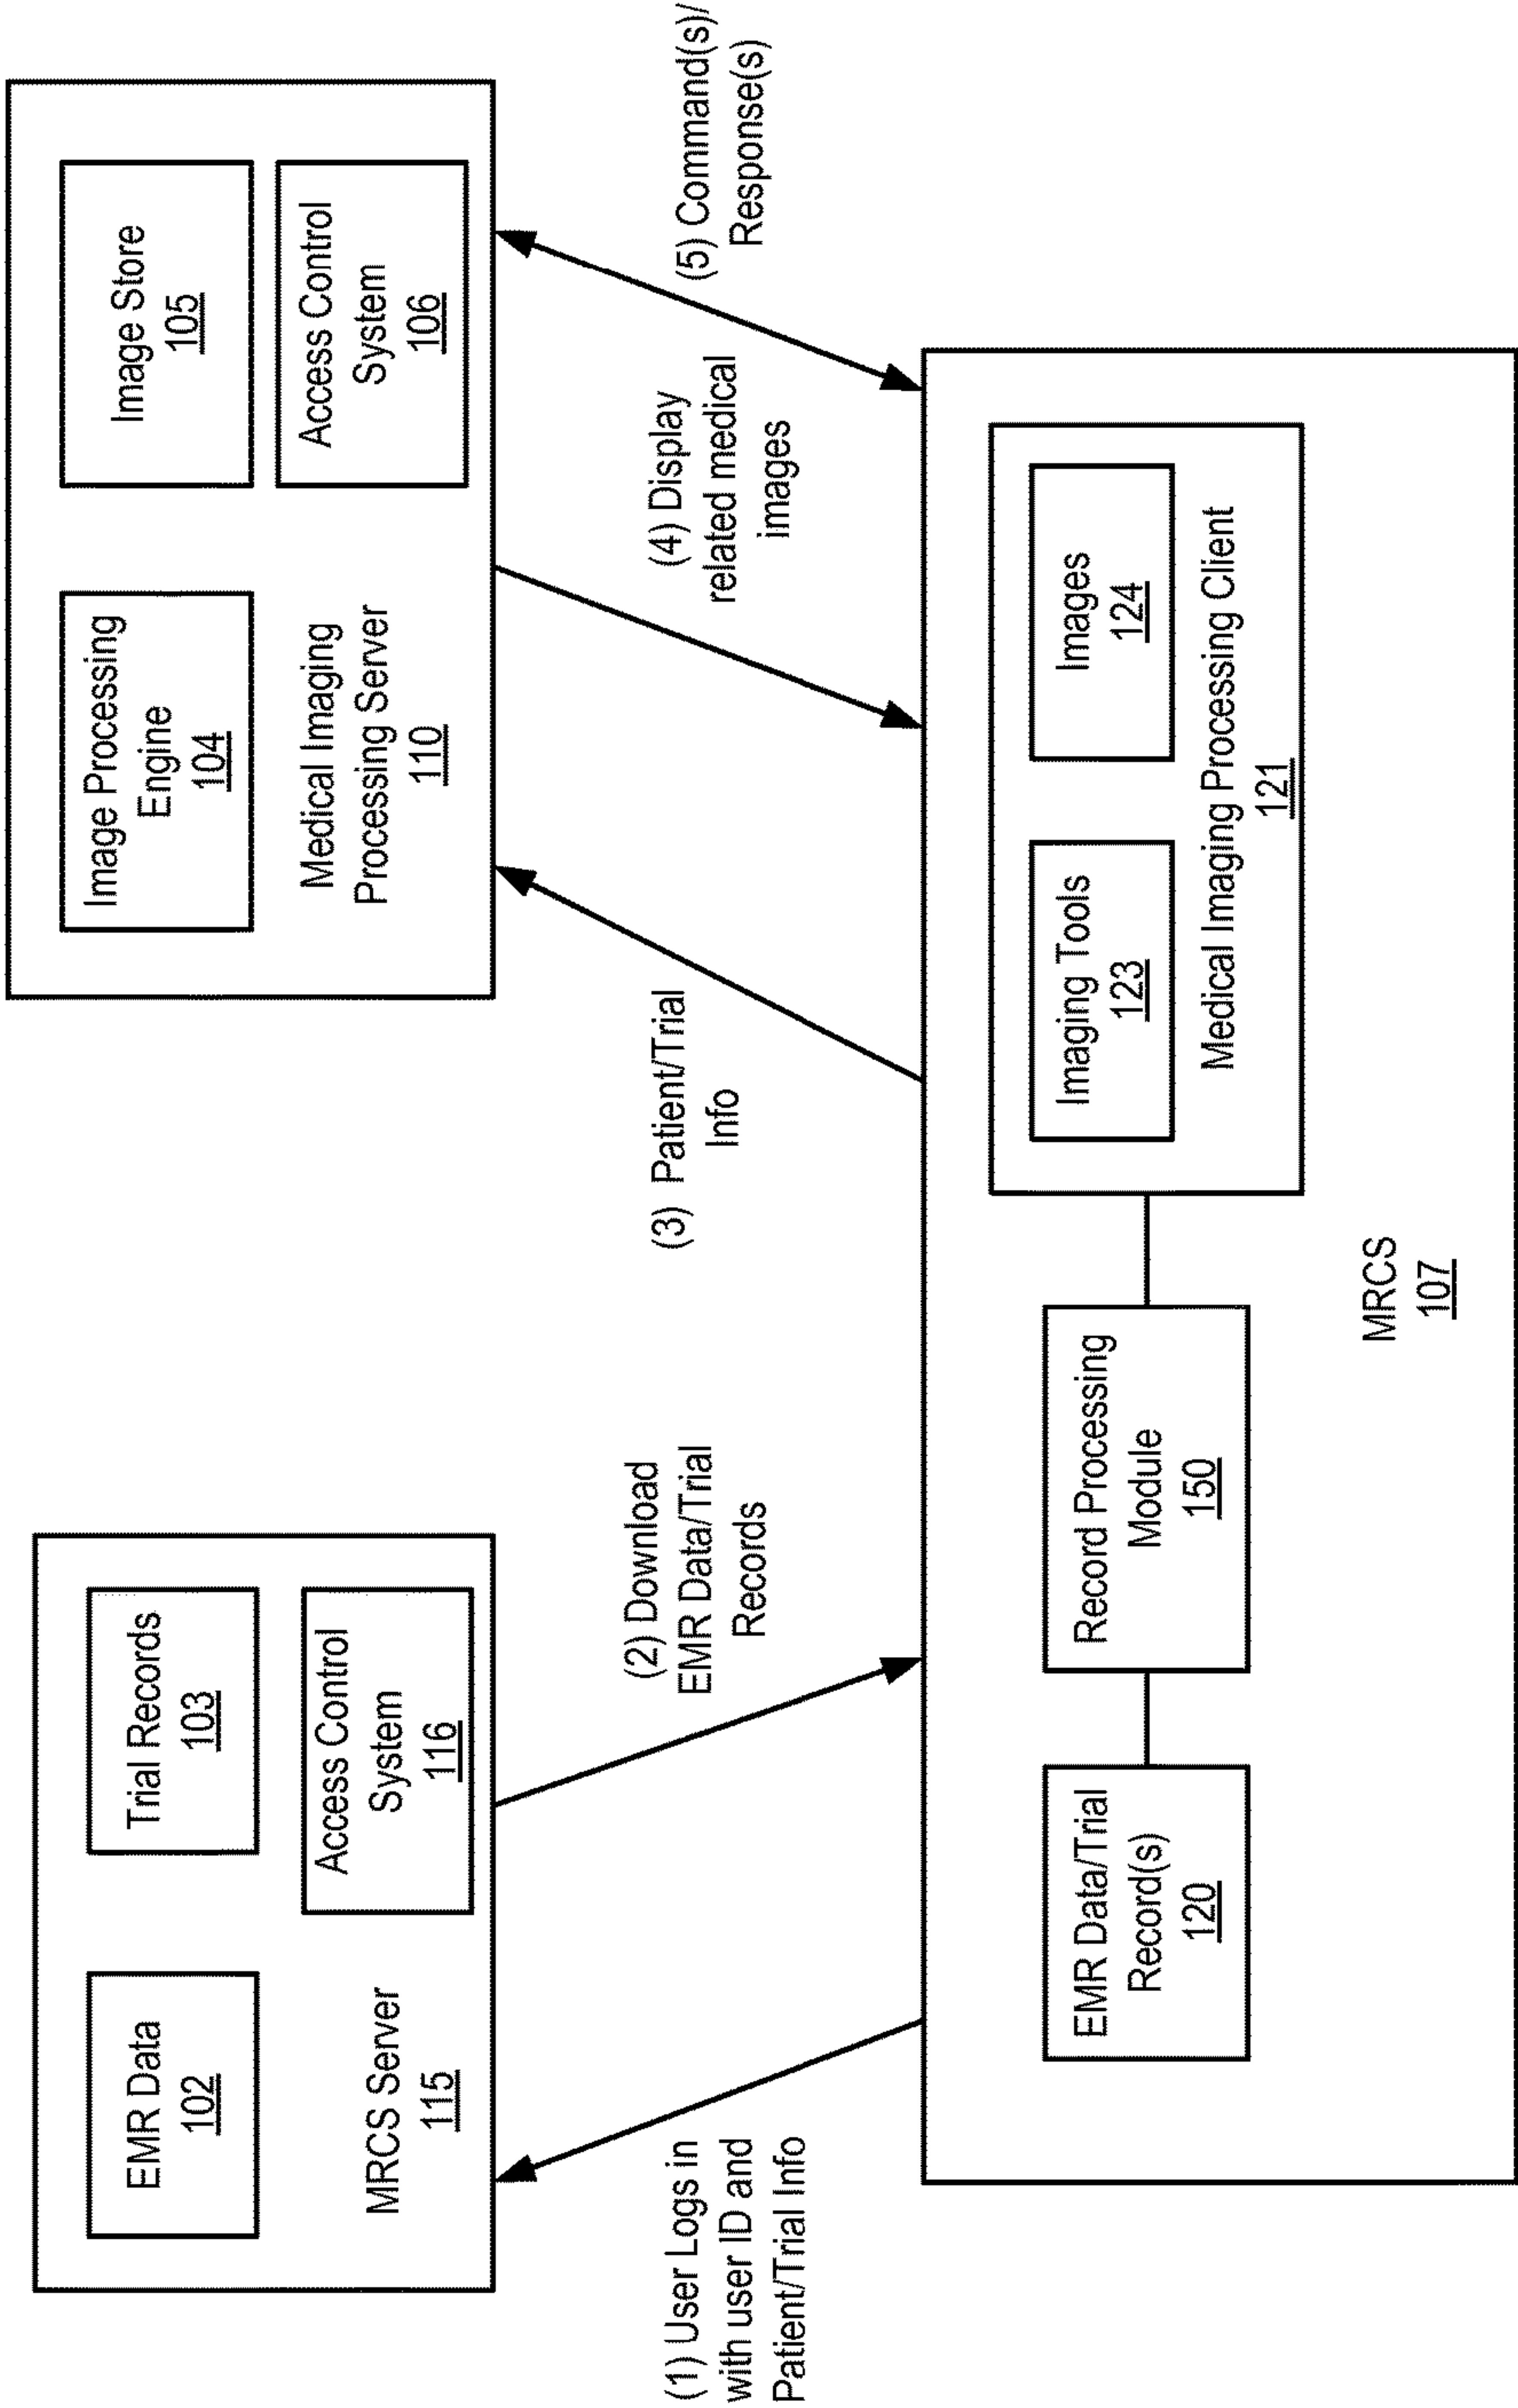 EMR Data
102
Trial Records
103
MRCS Server
115
Access Control
System
116
Image Processing
Engine
104
Image Store
105
Medical Imaging
Processing Server
110
Access Control
System
106
(1) User Logs in
with user ID and
Patient/Trial Info
(2) Download
EMR Data/Trial
Records
(3) Patient/Trial
Info
(4) Display
related medical
images
(5) Command(s)/
Response(s)
EMR Data/Trial
Record(s)
120
Record Processing
Module
150
Imaging Tools
123
Images
124
Medical Imaging Processing Client
121
MRCS
107